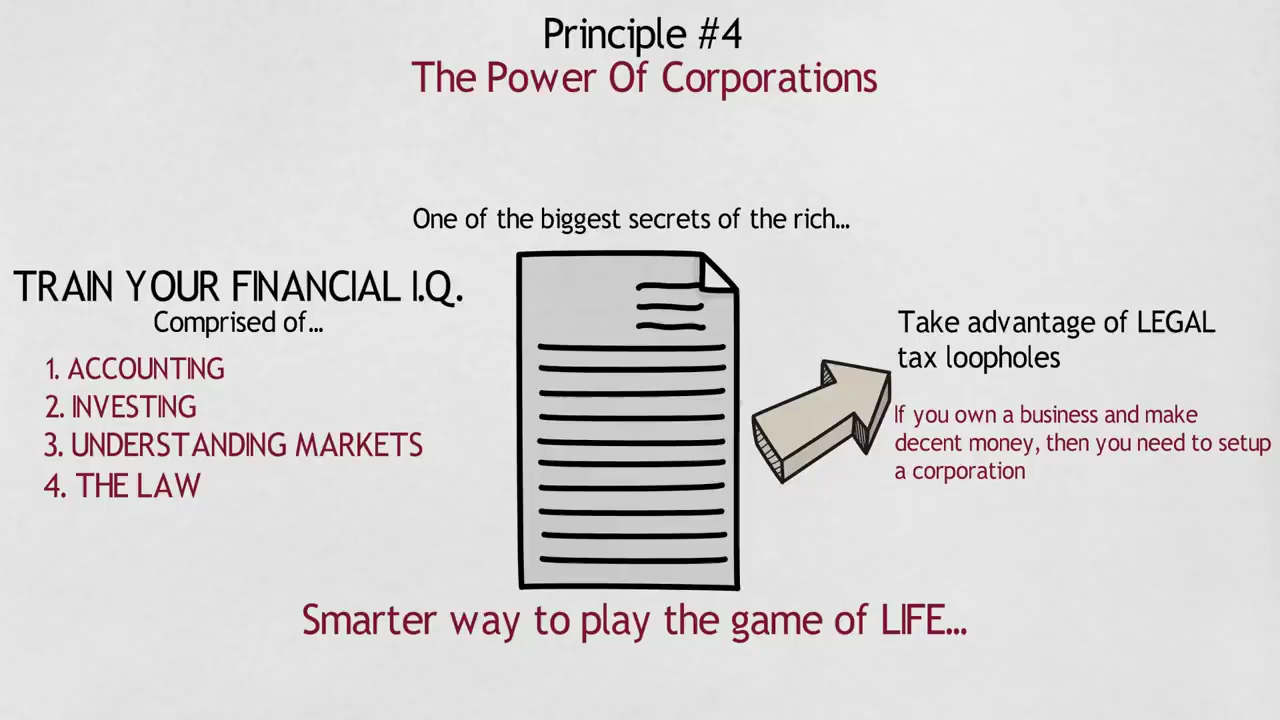 Principle #4
The Power Of Corporations
One of the biggest secrets of the rich...
TRAIN YOUR FINANCIAL I.Q.
Comprised of...
1. ACCOUNTING
2. INVESTING
3. UNDERSTANDING MARKETS
4. THE LAW
Take advantage of LEGAL
tax loopholes
If you own a business and make
decent money, then you need to setup
a corporation
Smarter way to play the game of LIFE...